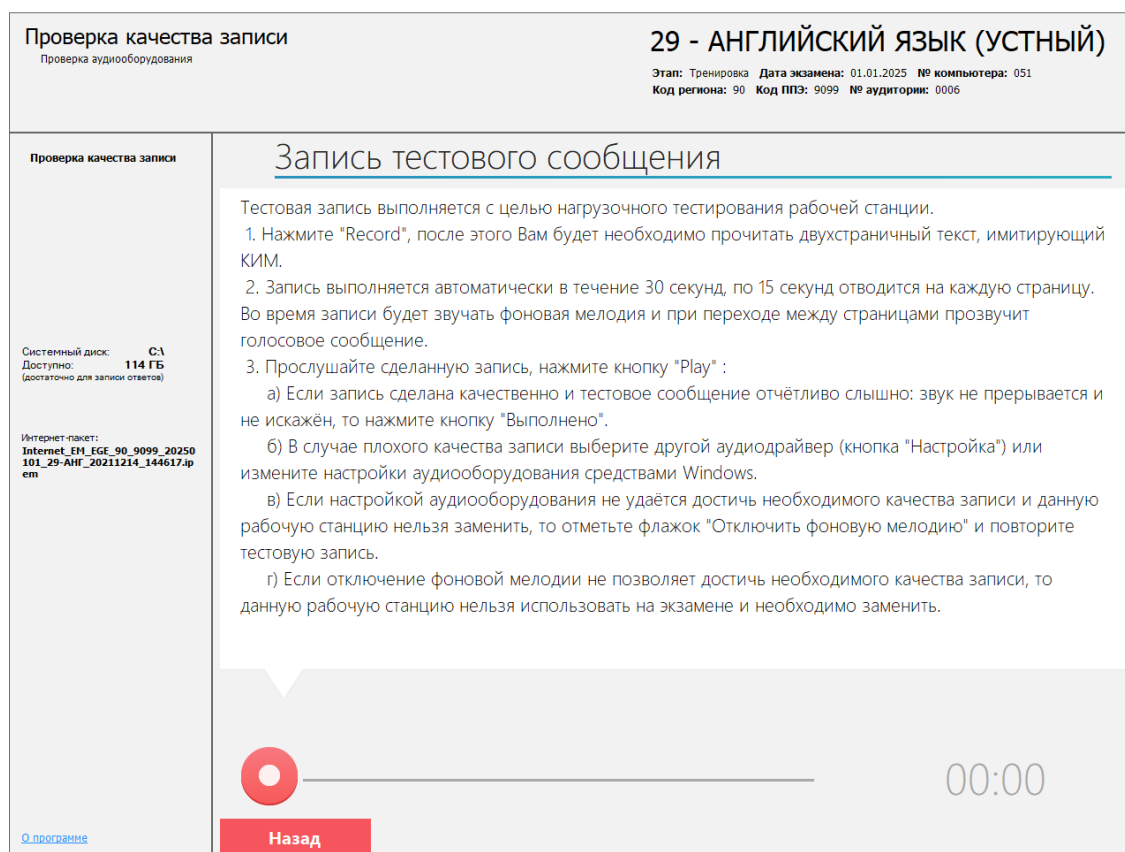 Проверка качества записи
Проверка аудиооборудования
29 - АНГЛИЙСКИЙ ЯЗЫК (УСТНЫЙ)
Этап: Тренировка Дата экзамена: 01.01.2025 № компьютера: 051
Код региона: 90 Код ППЭ: 9099 № аудитории: 0006
Проверка качества записи
Системный диск: C:\
Доступно: 114 ГБ
(достаточно для записи ответов)
Интернет-пакет:
Internet_EM_EGE_90_9099_20250
101_29-АНГ_20211214_144617.ip
em
О программе
Запись тестового сообщения
Тестовая запись выполняется с целью нагрузочного тестирования рабочей станции.
1. Нажмите "Record", после этого Вам будет необходимо прочитать двухстраничный текст, имитирующий
КИМ.
2. Запись выполняется автоматически в течение 30 секунд, по 15 секунд отводится на каждую страницу.
Во время записи будет звучать фоновая мелодия и при переходе между страницами прозвучит
голосовое сообщение.
3. Прослушайте сделанную запись, нажмите кнопку "Play" :
а) Если запись сделана качественно и тестовое сообщение отчётливо слышно: звук не прерывается и
не искажён, то нажмите кнопку "Выполнено".
б) В случае плохого качества записи выберите другой аудиодрайвер (кнопка "Настройка") или
измените настройки аудиооборудования средствами Windows.
в) Если настройкой аудиооборудования не удаётся достичь необходимого качества записи и данную
рабочую станцию нельзя заменить, то отметьте флажок "Отключить фоновую мелодию" и повторите
тестовую запись.
г) Если отключение фоновой мелодии не позволяет достичь необходимого качества записи, то
данную рабочую станцию нельзя использовать на экзамене и необходимо заменить.
00:00
Назад